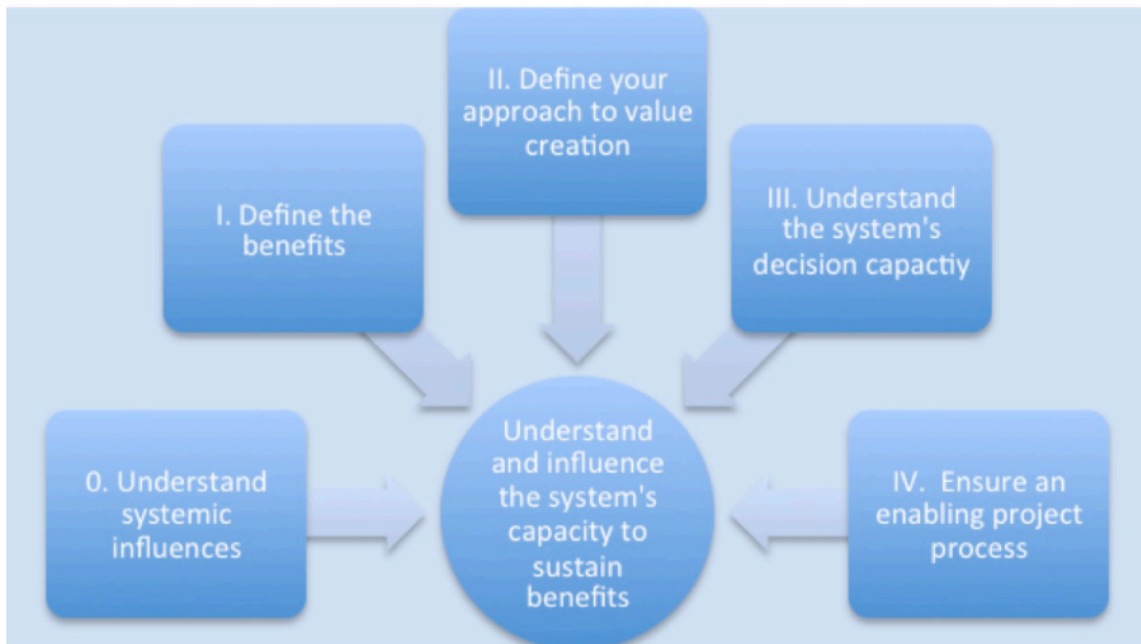 0. Understand
systemic
influences
I. Define the
benefits
II. Define your
approach to value
creation
III. Understand
the system's
decision capactiy
IV. Ensure an
enabling project
process
Understand
and influence
the system's
capacity to
sustain
benefits